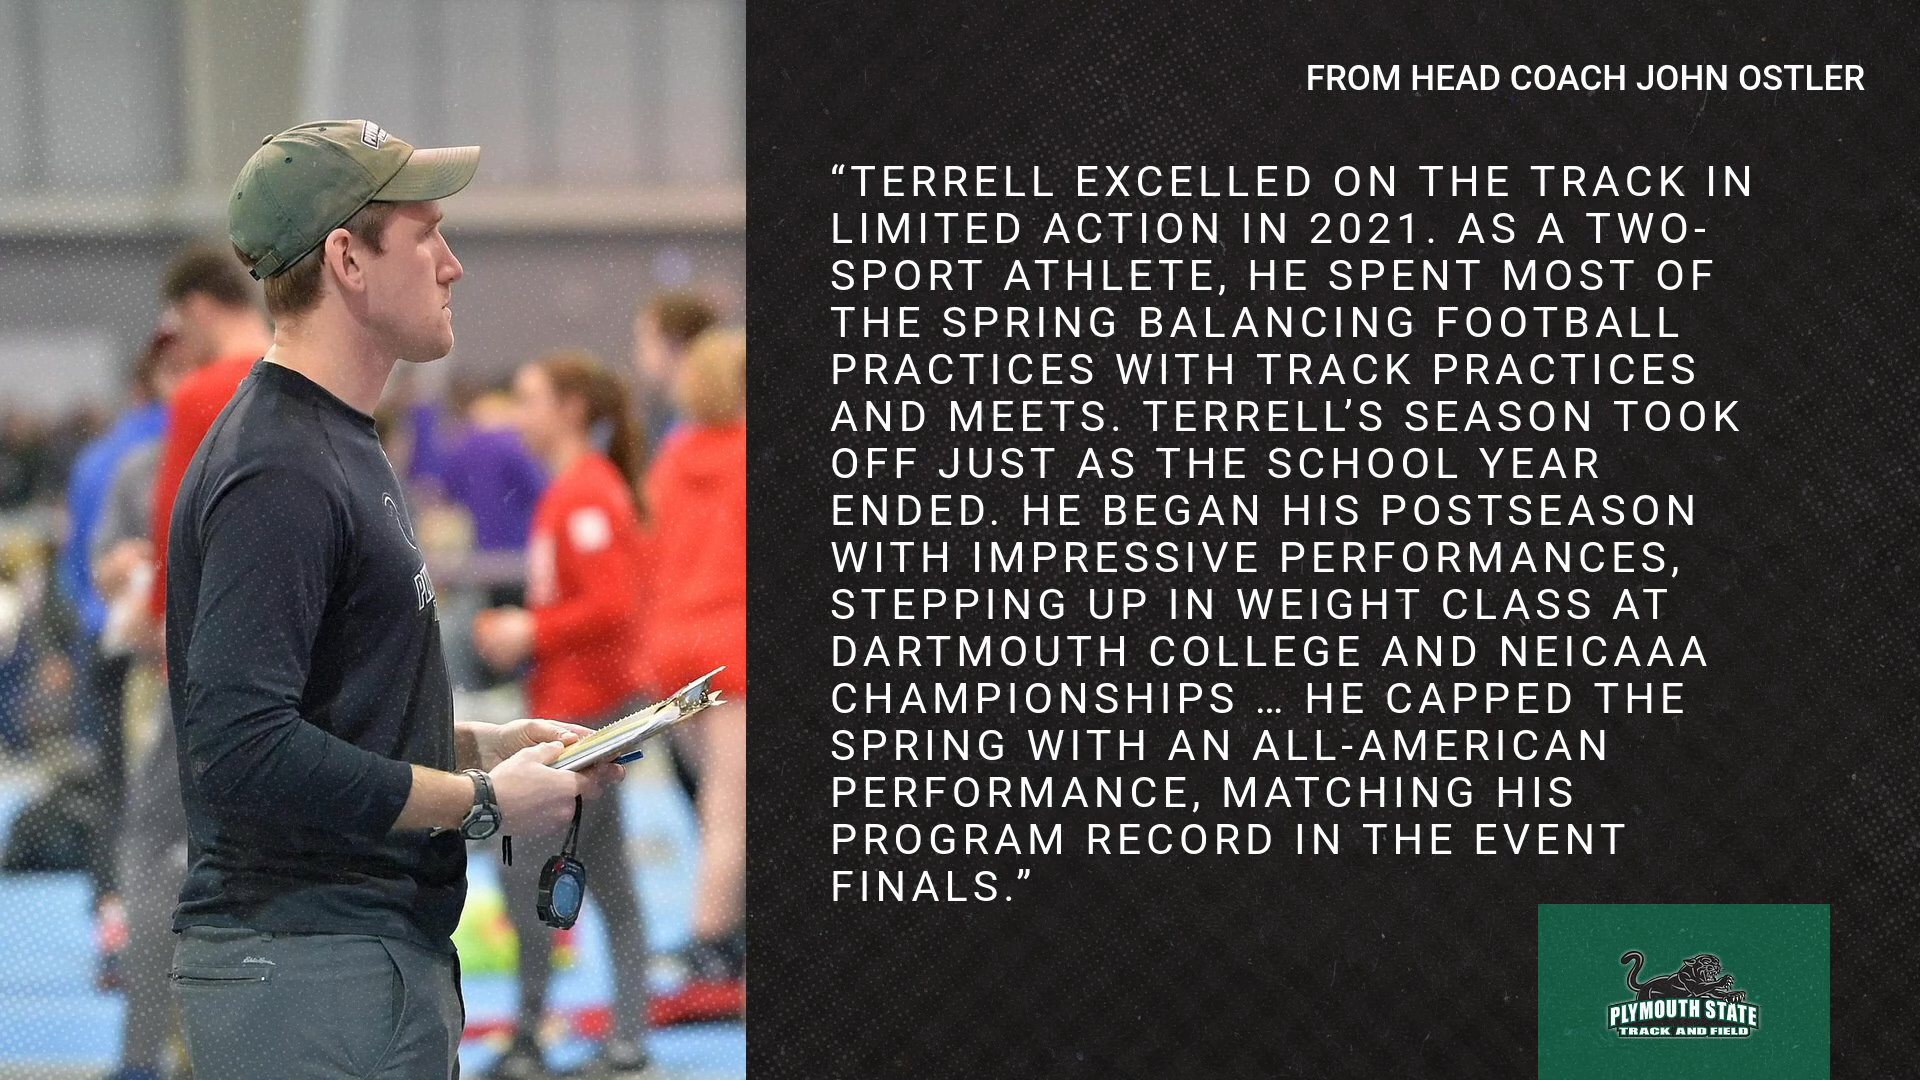 FROM HEAD COACH JOHN OSTLER
“TERRELL EXCELLED ON THE TRACK IN
LIMITED ACTION IN 2021. AS A TWO-
SPORT ATHLETE, HE SPENT MOST OF
THE SPRING BALANCING FOOTBALL
PRACTICES WITH TRACK PRACTICES
AND MEETS. TERRELL’S SEASON TOOK
OFF JUST AS THE SCHOOL YEAR
ENDED. HE BEGAN HIS POSTSEASON
WITH IMPRESSIVE PERFORMANCES,
STEPPING UP IN WEIGHT CLASS AT
DARTMOUTH COLLEGE AND NEICAAA
CHAMPIONSHIPS … HE CAPPED THE
SPRING WITH AN ALL-AMERICAN
PERFORMANCE, MATCHING HIS
PROGRAM RECORD IN THE EVENT
FINALS.”
PLYMOUTH STATE
TRACK AND FIELD